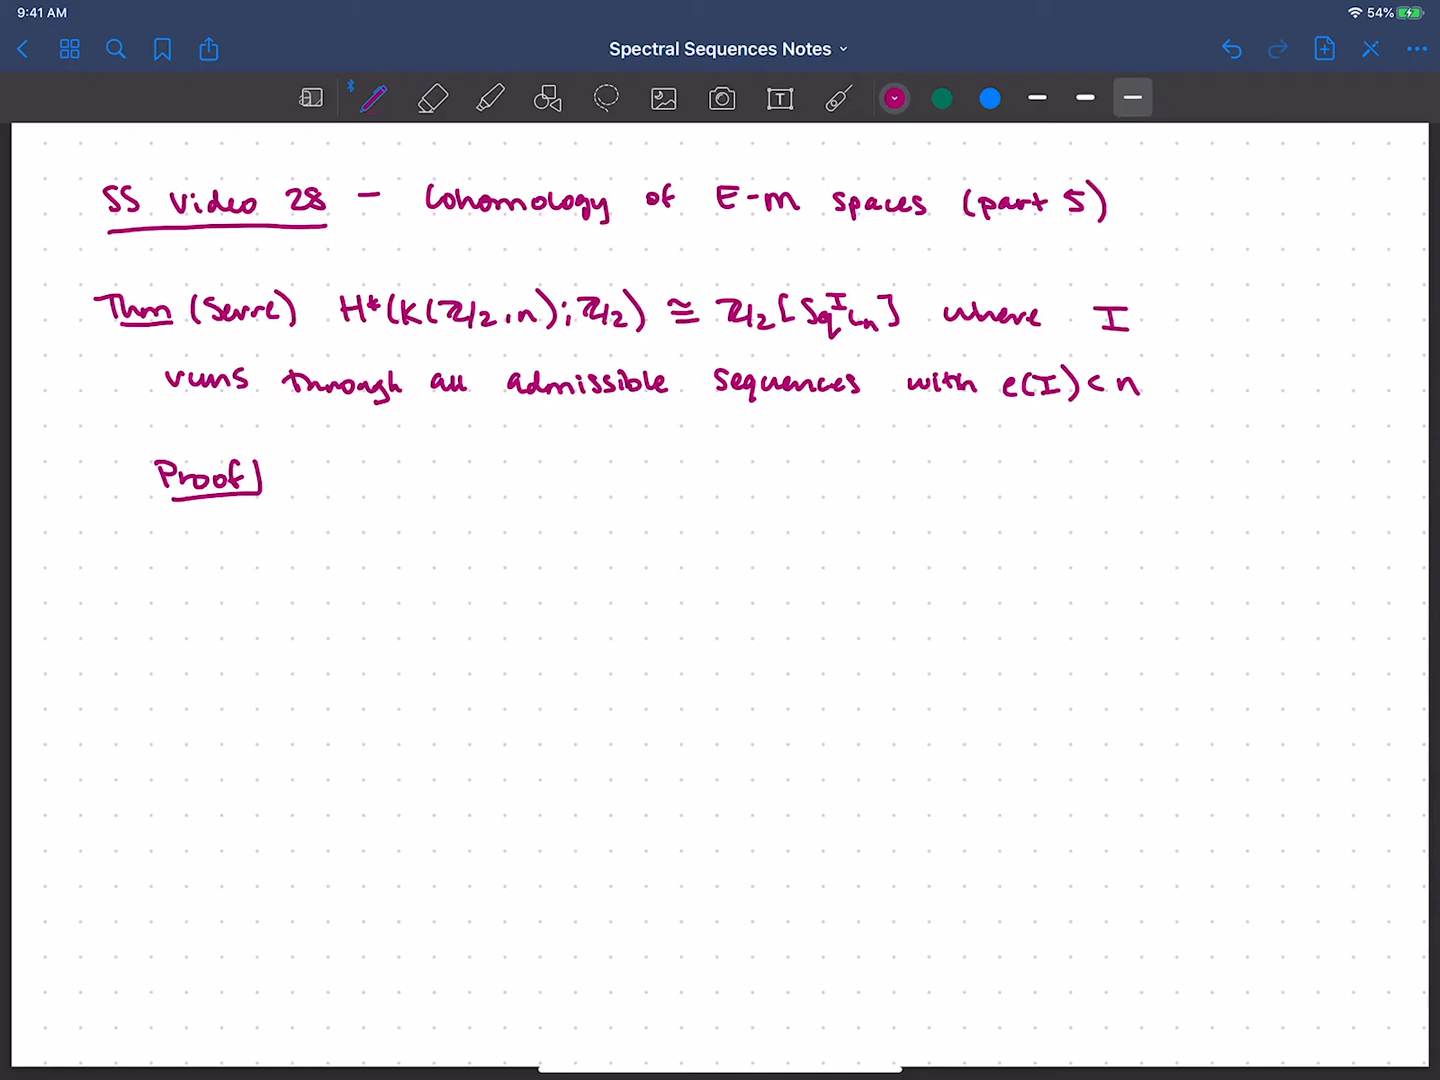 9:41 AM
54%
Spectral Sequences Notes
SS video 28 – Cohomology of E-M spaces (part 5)
Thm (Serre) H*(K(ℤ/2,n);ℤ/2) ≅ ℤ/2[Sq^I ι_n] where I
runs through all admissible sequences with e(I) < n
Proof]